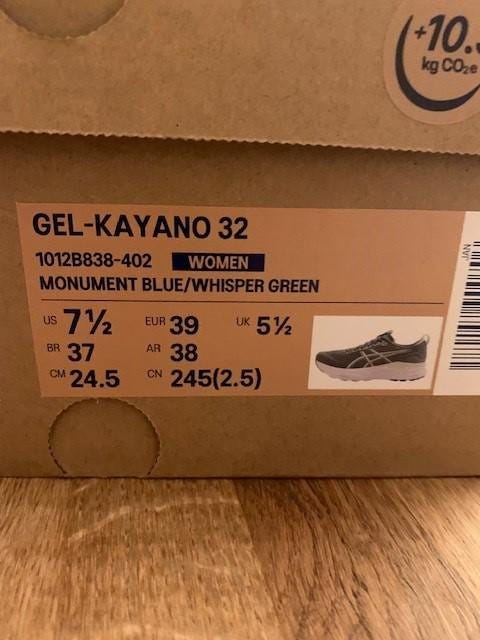 +10.
kg CO₂e
GEL-KAYANO 32
1012B838-402 WOMEN
MONUMENT BLUE/WHISPER GREEN
US 7½ EUR 39 UK 5½
BR 37 AR 38
CM 24.5 CN 245(2.5)
JAN